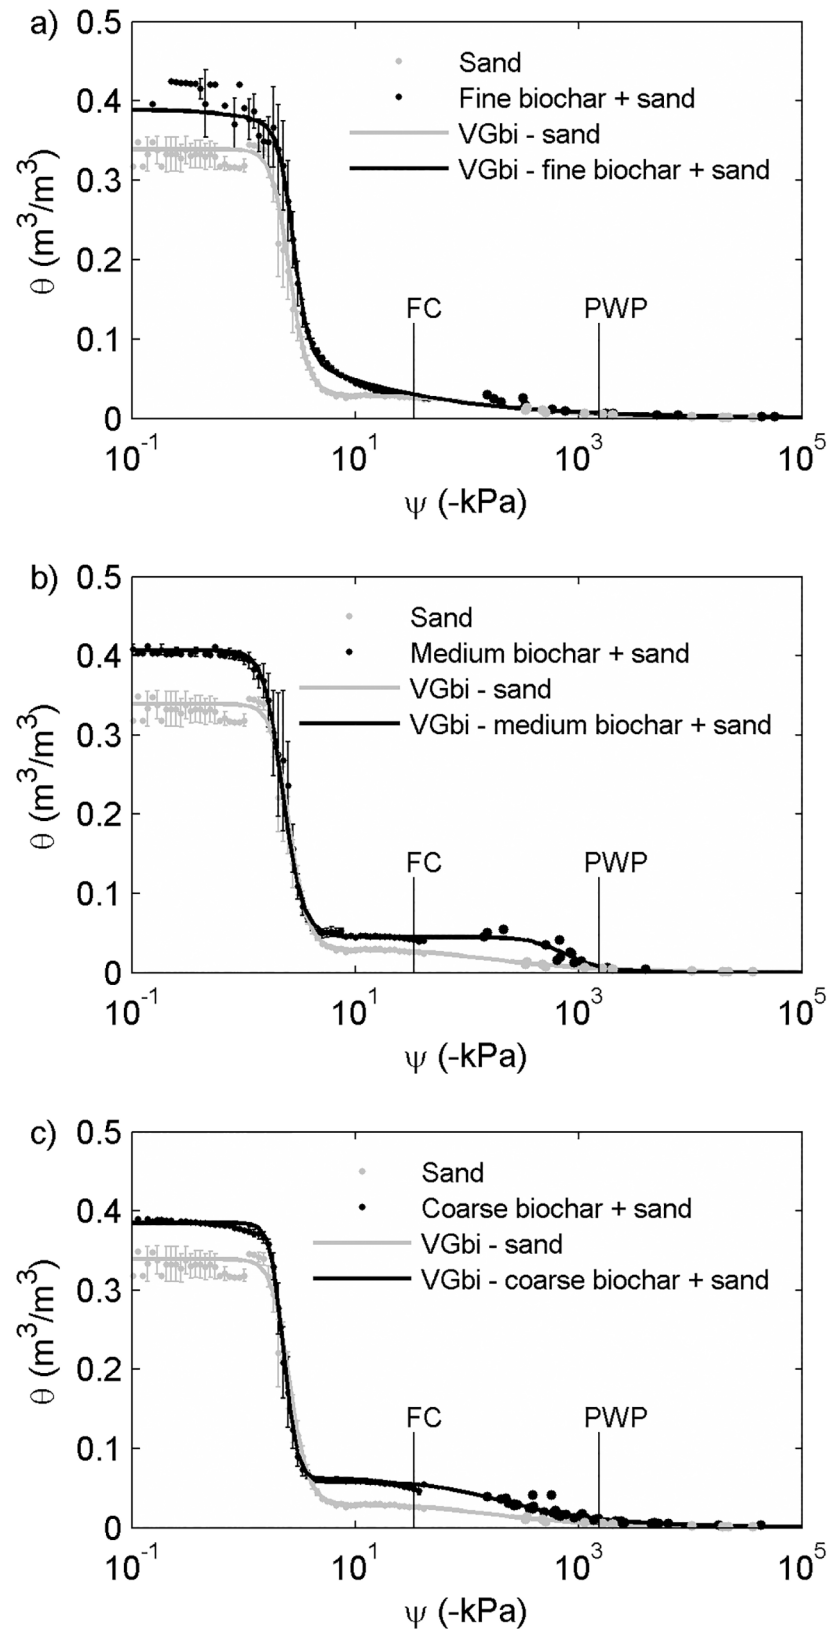 a)
0.5
0.4
0.3
0.2
0.1
0
θ (m³/m³)
Sand
Fine biochar + sand
VGbi - sand
VGbi - fine biochar + sand
FC
PWP
10⁻¹
10¹
10³
10⁵
ψ (-kPa)
b)
0.5
0.4
0.3
0.2
0.1
0
θ (m³/m³)
Sand
Medium biochar + sand
VGbi - sand
VGbi - medium biochar + sand
FC
PWP
10⁻¹
10¹
10³
10⁵
ψ (-kPa)
c)
0.5
0.4
0.3
0.2
0.1
0
θ (m³/m³)
Sand
Coarse biochar + sand
VGbi - sand
VGbi - coarse biochar + sand
FC
PWP
10⁻¹
10¹
10³
10⁵
ψ (-kPa)